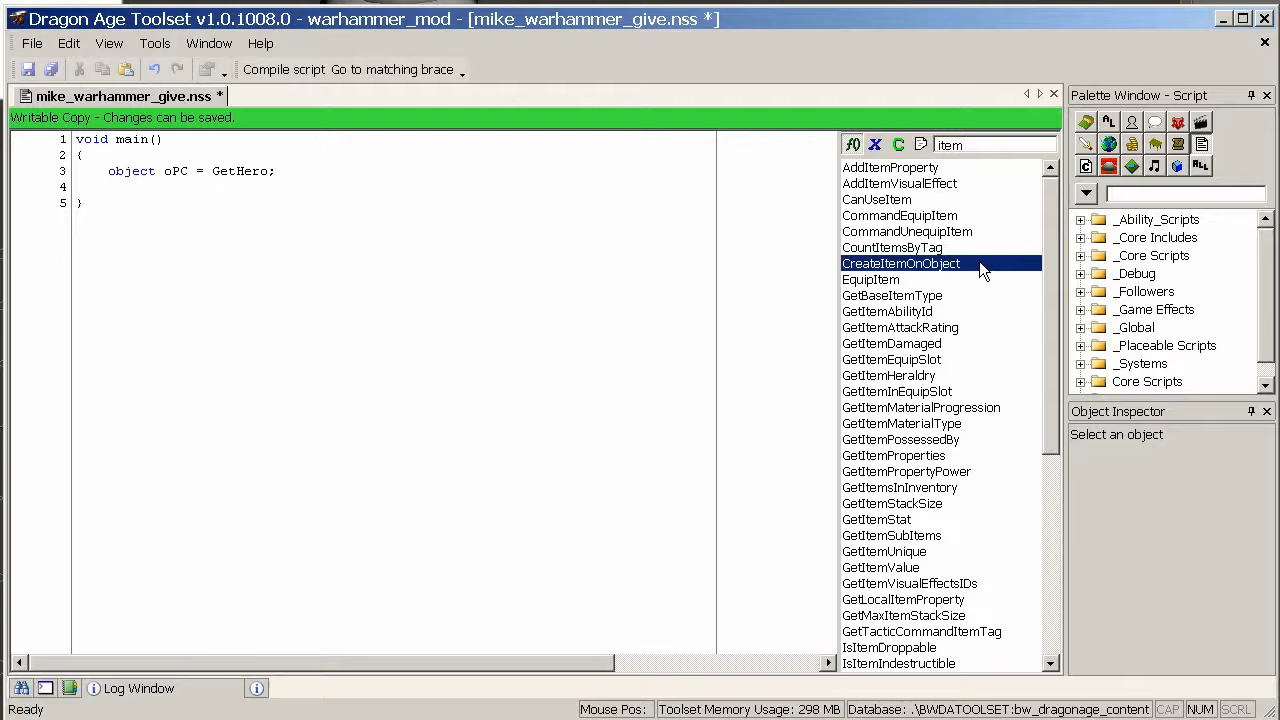 Dragon Age Toolset v1.0.1008.0 - warhammer_mod - [mike_warhammer_give.nss *]
File Edit View Tools Window Help
Compile script Go to matching brace
mike_warhammer_give.nss *
Writable Copy - Changes can be saved.
1 void main()
2 {
3 object oPC = GetHero;
4
5 }
item
AddItemProperty
AddItemVisualEffect
CanUseItem
CommandEquipItem
CommandUnequipItem
CountItemsByTag
CreateItemOnObject
EquipItem
GetBaseItemType
GetItemAbilityId
GetItemAttackRating
GetItemDamaged
GetItemEquipSlot
GetItemHeraldry
GetItemInEquipSlot
GetItemMaterialProgression
GetItemMaterialType
GetItemPossessedBy
GetItemProperties
GetItemPropertyPower
GetItemsInInventory
GetItemStackSize
GetItemStat
GetItemSubItems
GetItemUnique
GetItemValue
GetItemVisualEffectsIDs
GetLocalItemProperty
GetMaxItemStackSize
GetTacticCommandItemTag
IsItemDroppable
IsItemIndestructible
Palette Window - Script
ALL
_Ability_Scripts
_Core Includes
_Core Scripts
_Debug
_Followers
_Game Effects
_Global
_Placeable Scripts
_Systems
Core Scripts
Object Inspector
Select an object
Log Window
Ready
Mouse Pos:
Toolset Memory Usage: 298 MB
Database: .\BWDATOOLSET:bw_dragonage_content
CAP NUM SCRL